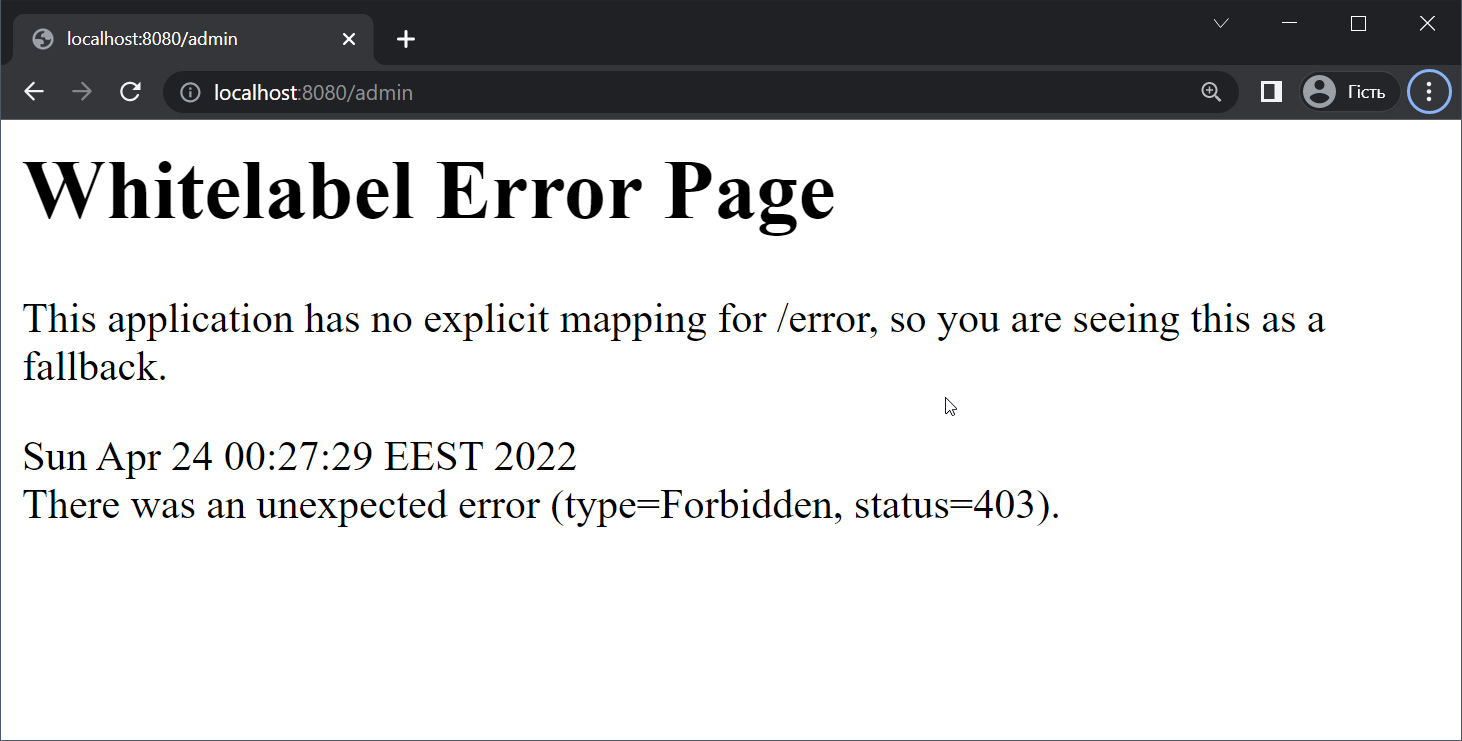 localhost:8080/admin
localhost:8080/admin
Гість
Whitelabel Error Page
This application has no explicit mapping for /error, so you are seeing this as a
fallback.
Sun Apr 24 00:27:29 EEST 2022
There was an unexpected error (type=Forbidden, status=403).